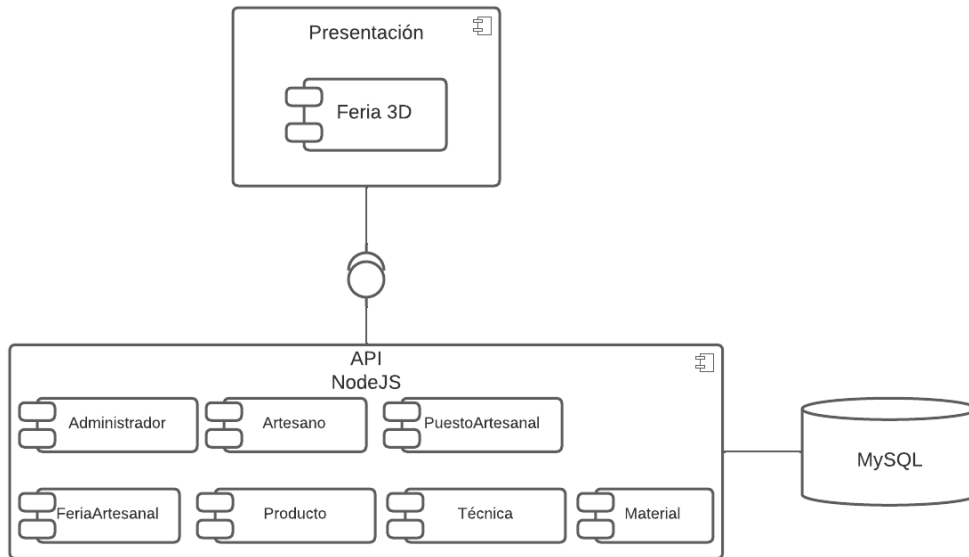 Presentación
Feria 3D
API
NodeJS
Administrador
Artesano
PuestoArtesanal
FeriaArtesanal
Producto
Técnica
Material
MySQL